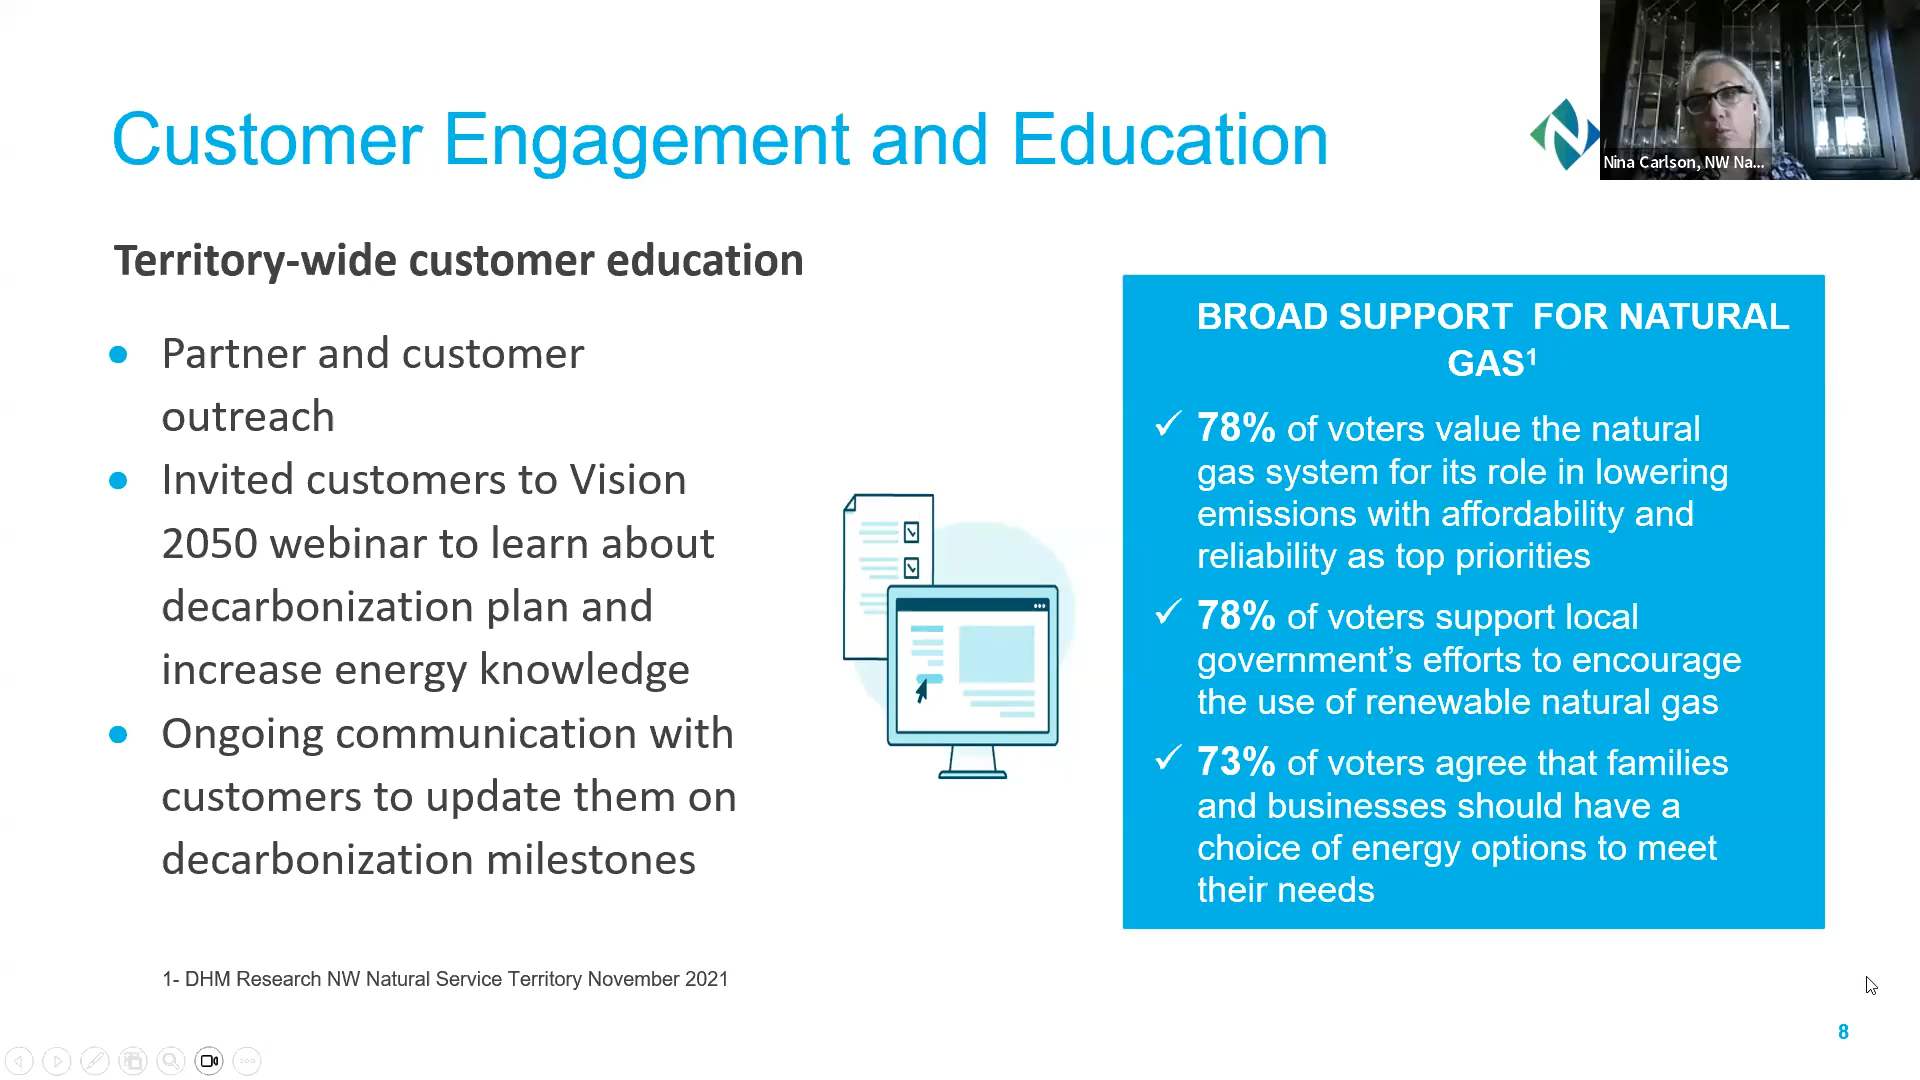 Customer Engagement and Education
Nina Carlson, NW Na...
Territory-wide customer education
Partner and customer
outreach
Invited customers to Vision
2050 webinar to learn about
decarbonization plan and
increase energy knowledge
Ongoing communication with
customers to update them on
decarbonization milestones
BROAD SUPPORT FOR NATURAL
GAS¹
78% of voters value the natural
gas system for its role in lowering
emissions with affordability and
reliability as top priorities
78% of voters support local
government’s efforts to encourage
the use of renewable natural gas
73% of voters agree that families
and businesses should have a
choice of energy options to meet
their needs
1- DHM Research NW Natural Service Territory November 2021
8